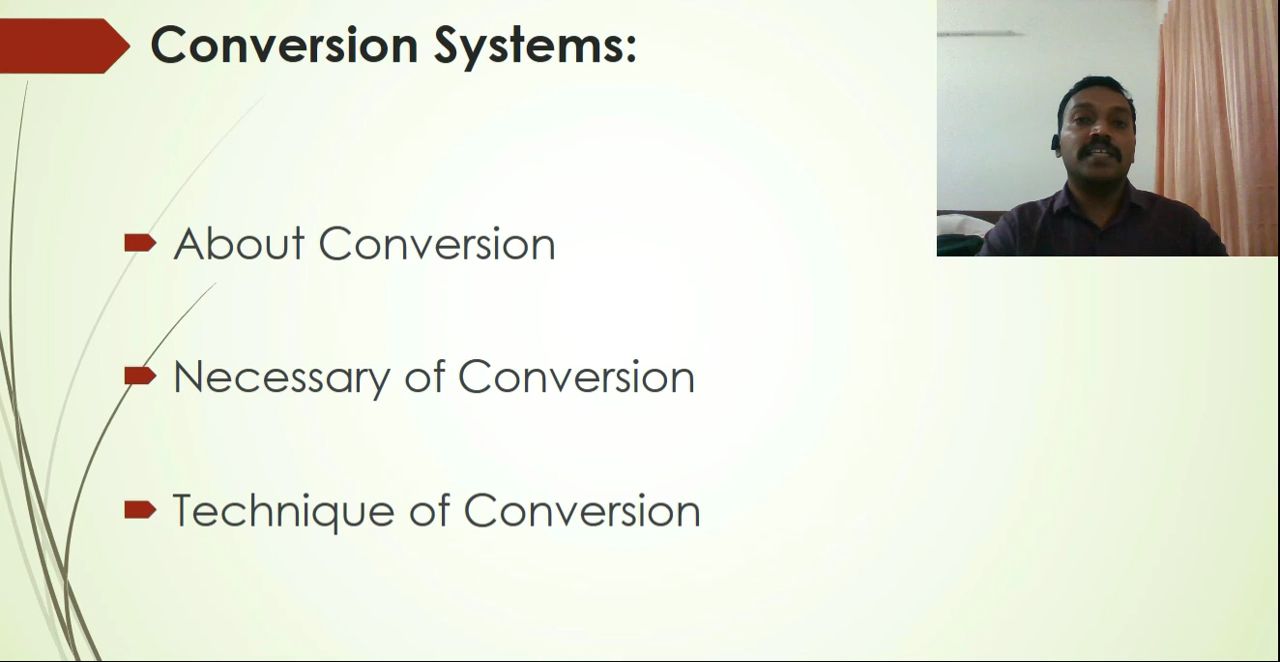 Conversion Systems:
About Conversion
Necessary of Conversion
Technique of Conversion